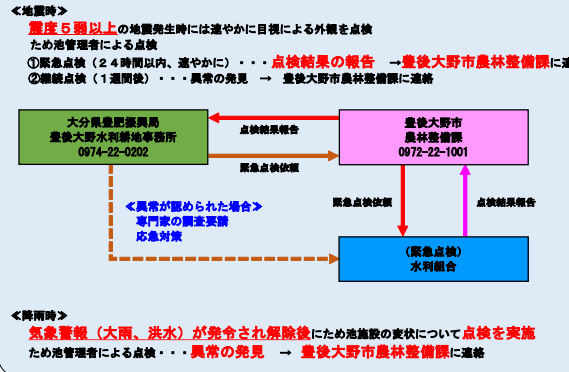 ≪地震時≫
震度５弱以上の地震発生時には速やかに目視による外観を点検
ため池管理者による点検
①緊急点検（２４時間以内、速やかに）・・・点検結果の報告　→豊後大野市農林整備課に連
②継続点検（１週間後）・・・異常の発見　→　豊後大野市農林整備課に連絡
大分県豊肥振興局
豊後大野水利耕地事務所
0974-22-0202
点検結果報告
緊急点検依頼
豊後大野市
農林整備課
0972-22-1001
≪異常が認められた場合≫
専門家の調査要請
応急対策
緊急点検依頼
点検結果報告
（緊急点検）
水利組合
≪降雨時≫
気象警報（大雨、洪水）が発令され解除後にため池施設の変状について点検を実施
ため池管理者による点検・・・異常の発見　→　豊後大野市農林整備課に連絡